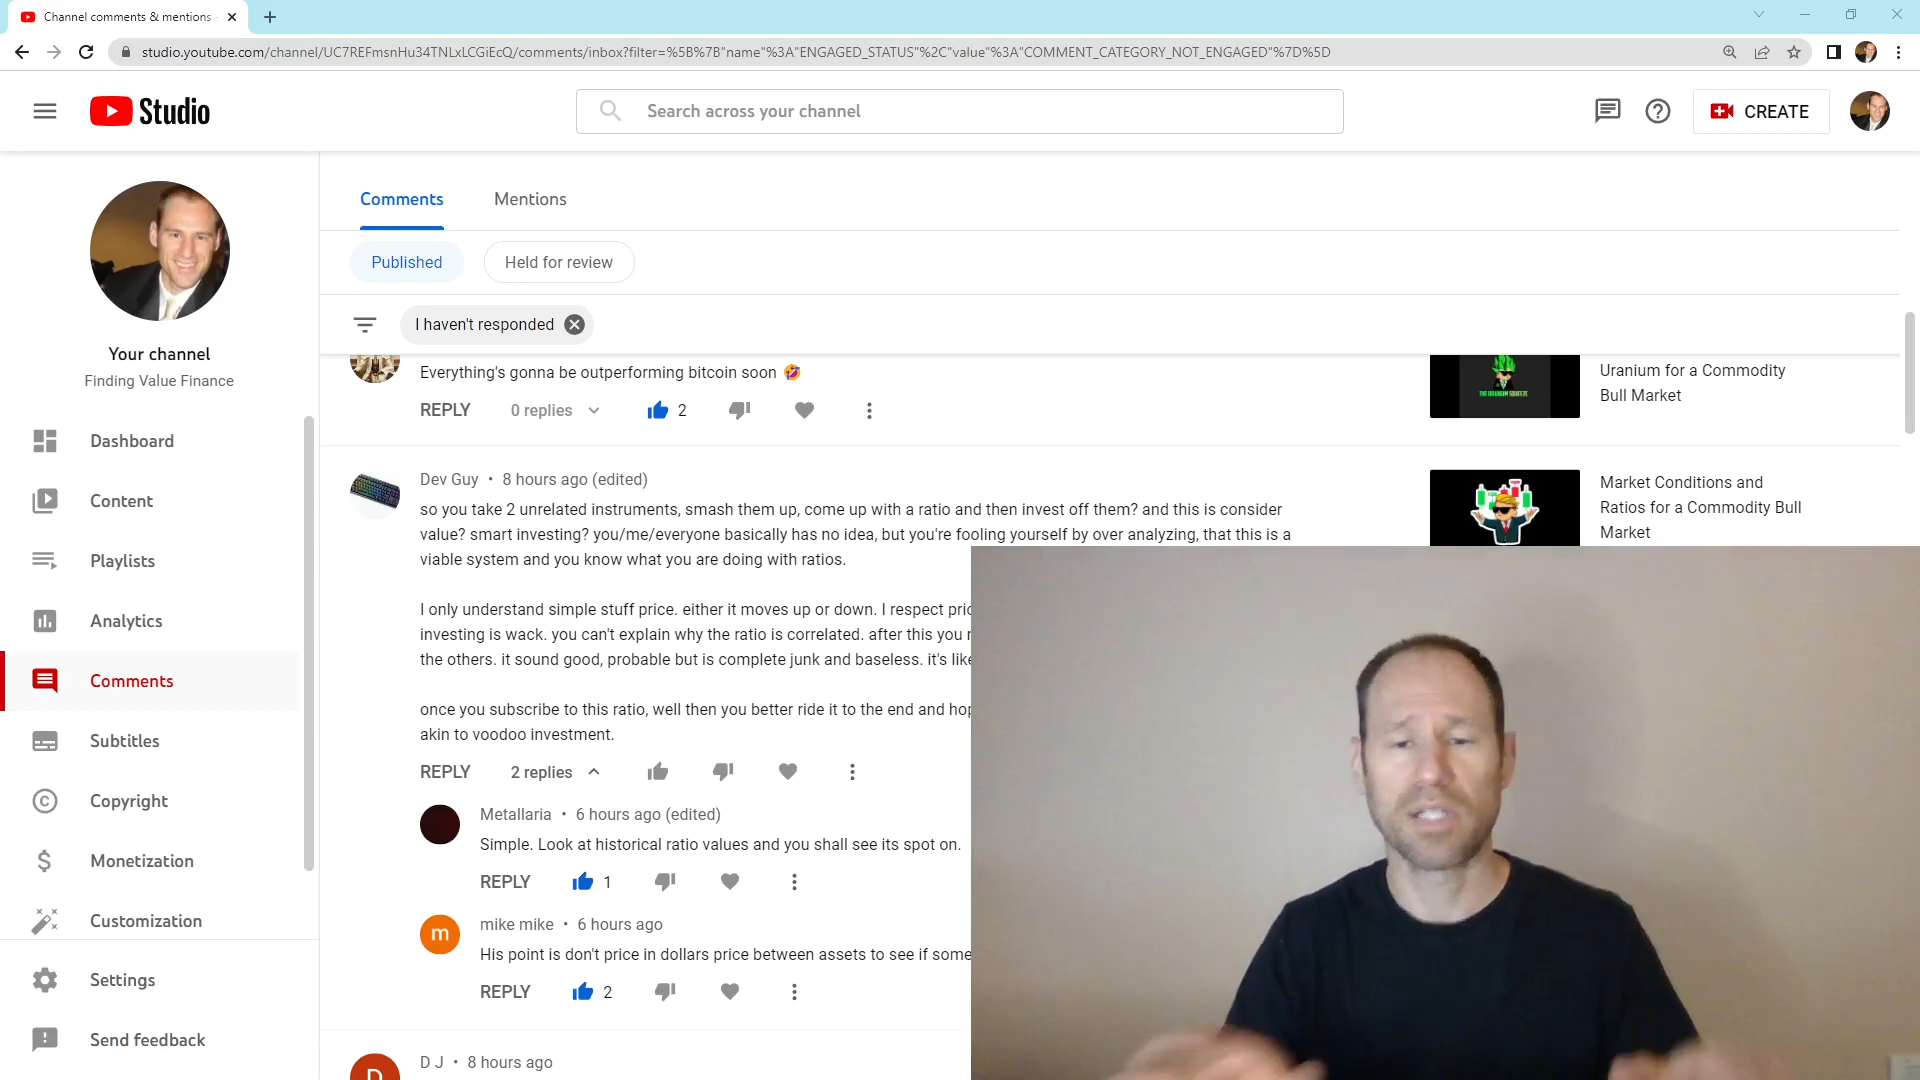 Channel comments & mentions
studio.youtube.com/channel/UC7REFmsnHu34TNLxLCGiEcQ/comments/inbox?filter=%5B%7B"name"%3A"ENGAGED_STATUS"%2C"value"%3A"COMMENT_CATEGORY_NOT_ENGAGED"%7D%5D
Studio
Search across your channel
CREATE
Your channel
Finding Value Finance
Dashboard
Content
Playlists
Analytics
Comments
Subtitles
Copyright
Monetization
Customization
Settings
Send feedback
Comments
Mentions
Published
Held for review
I haven't responded
Everything's gonna be outperforming bitcoin soon 🤣
REPLY 0 replies 2
THE URANIUM SQUEEZE
Uranium for a Commodity
Bull Market
Dev Guy • 8 hours ago (edited)
so you take 2 unrelated instruments, smash them up, come up with a ratio and then invest off them? and this is consider
value? smart investing? you/me/everyone basically has no idea, but you're fooling yourself by over analyzing, that this is a
viable system and you know what you are doing with ratios.
I only understand simple stuff price. either it moves up or down. I respect
investing is wack. you can't explain why the ratio is correlated. after this you
the others. it sound good, probable but is complete junk and baseless. it's like
once you subscribe to this ratio, well then you better ride it to the end and
akin to voodoo investment.
REPLY 2 replies
Market Conditions and
Ratios for a Commodity Bull
Market
Metallaria • 6 hours ago (edited)
Simple. Look at historical ratio values and you shall see its spot on.
REPLY 1
m
mike mike • 6 hours ago
His point is don't price in dollars price between assets to see if some
REPLY 2
D
D J • 8 hours ago